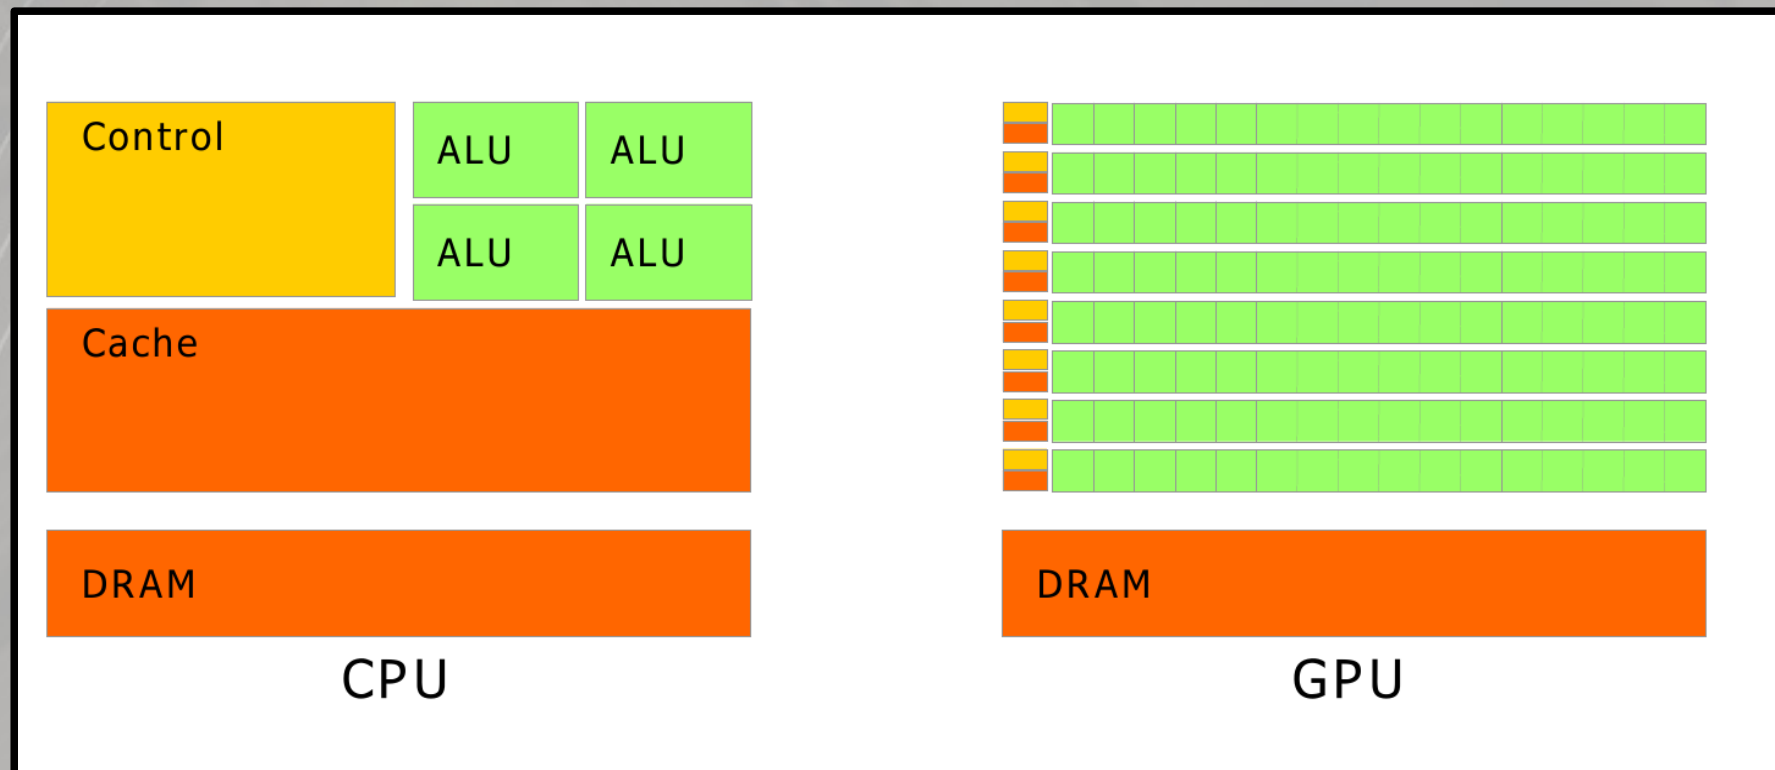 Control
ALU ALU
ALU ALU
Cache
DRAM
CPU
DRAM
GPU